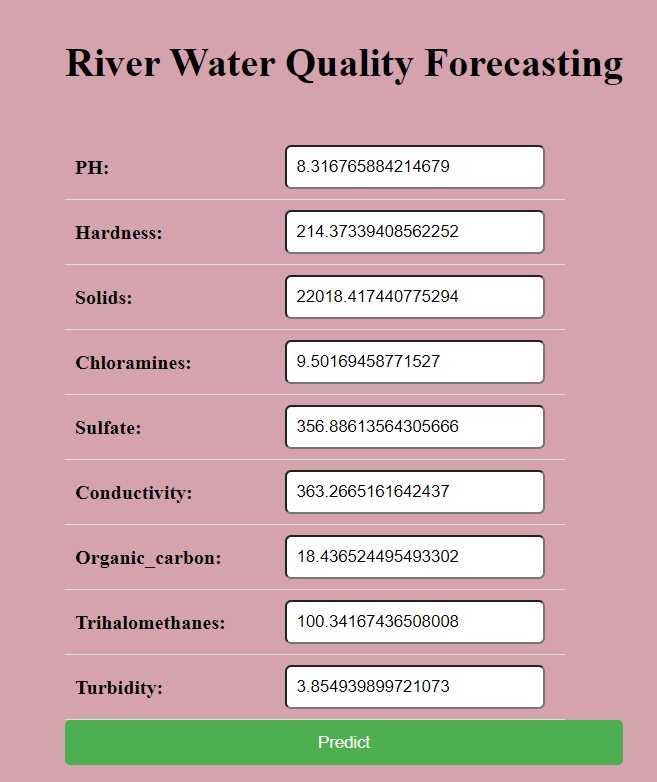 River Water Quality Forecasting
PH: 8.316765884214679
Hardness: 214.37339408562252
Solids: 22018.417440775294
Chloramines: 9.50169458771527
Sulfate: 356.88613564305666
Conductivity: 363.2665161642437
Organic_carbon: 18.436524495493302
Trihalomethanes: 100.34167436508008
Turbidity: 3.854939899721073
Predict